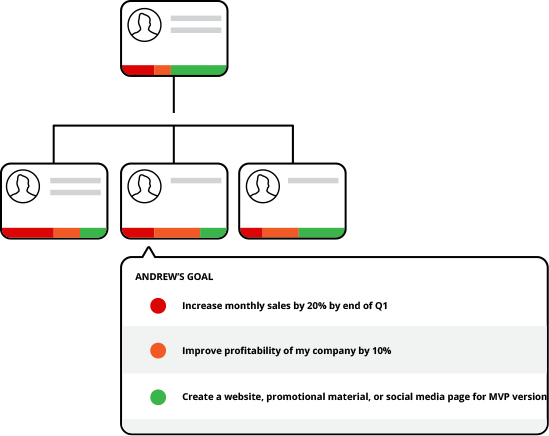 ANDREW'S GOAL
Increase monthly sales by 20% by end of Q1
Improve profitability of my company by 10%
Create a website, promotional material, or social media page for MVP version